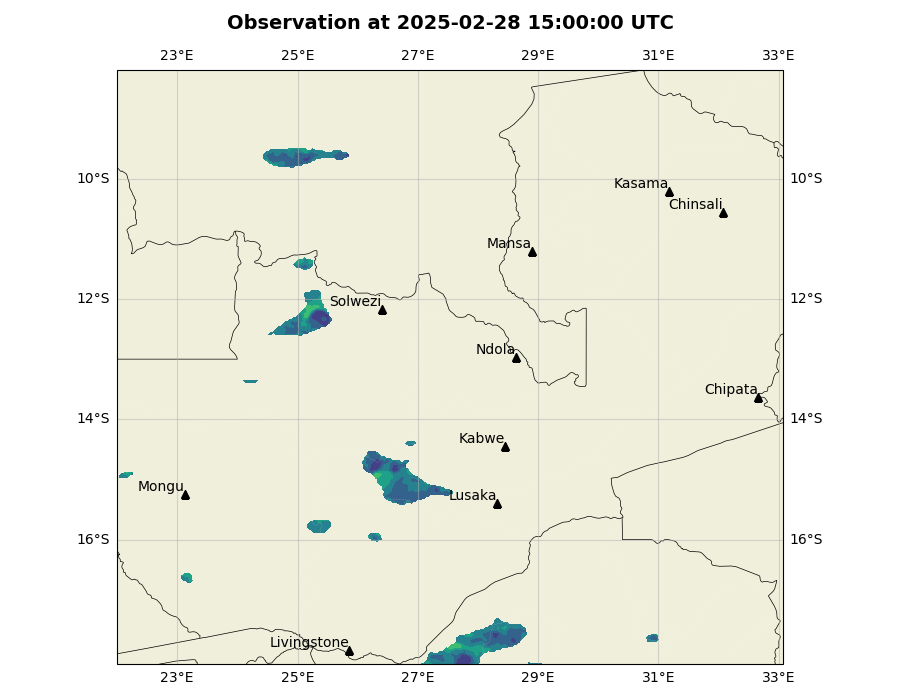 Observation at 2025-02-28 15:00:00 UTC
23°E 25°E 27°E 29°E 31°E 33°E
10°S 10°S
Kasama
Chinsali
Mansa
12°S 12°S
Solwezi
Ndola
Chipata
14°S 14°S
Kabwe
Mongu
Lusaka
16°S 16°S
Livingstone
23°E 25°E 27°E 29°E 31°E 33°E